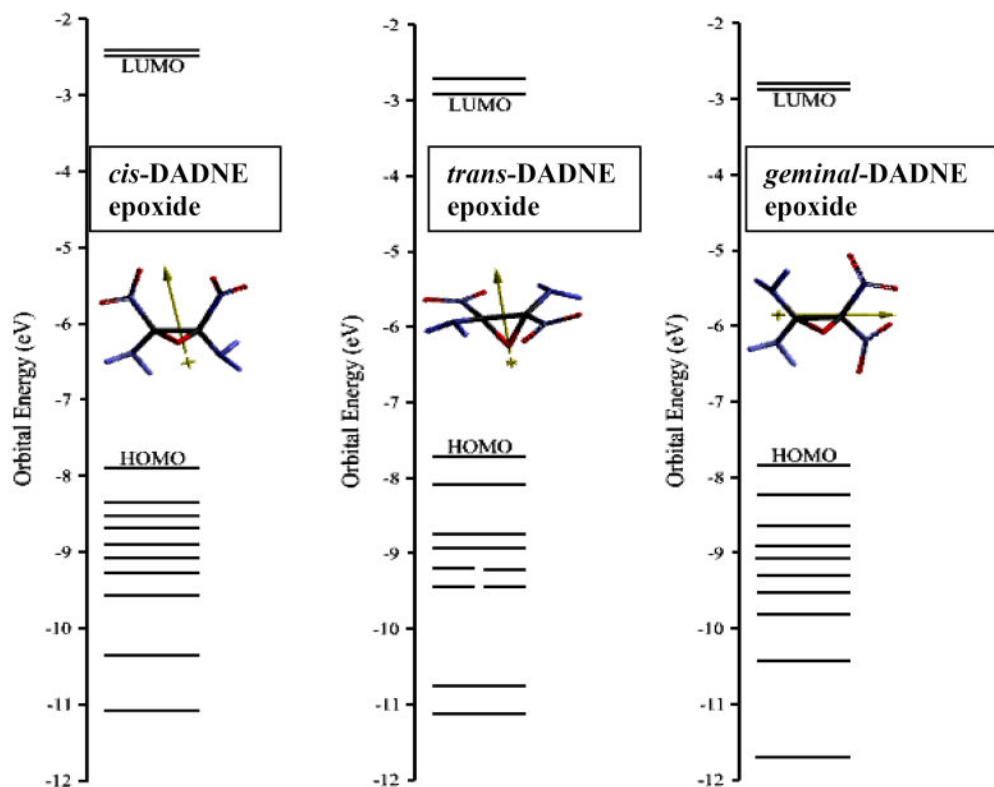 -2
-3
-4
-5
-6
-7
-8
-9
-10
-11
-12
Orbital Energy (eV)
LUMO
cis-DADNE
epoxide
HOMO
-2
-3
-4
-5
-6
-7
-8
-9
-10
-11
-12
Orbital Energy (eV)
LUMO
trans-DADNE
epoxide
HOMO
-2
-3
-4
-5
-6
-7
-8
-9
-10
-11
-12
Orbital Energy (eV)
LUMO
geminal-DADNE
epoxide
HOMO